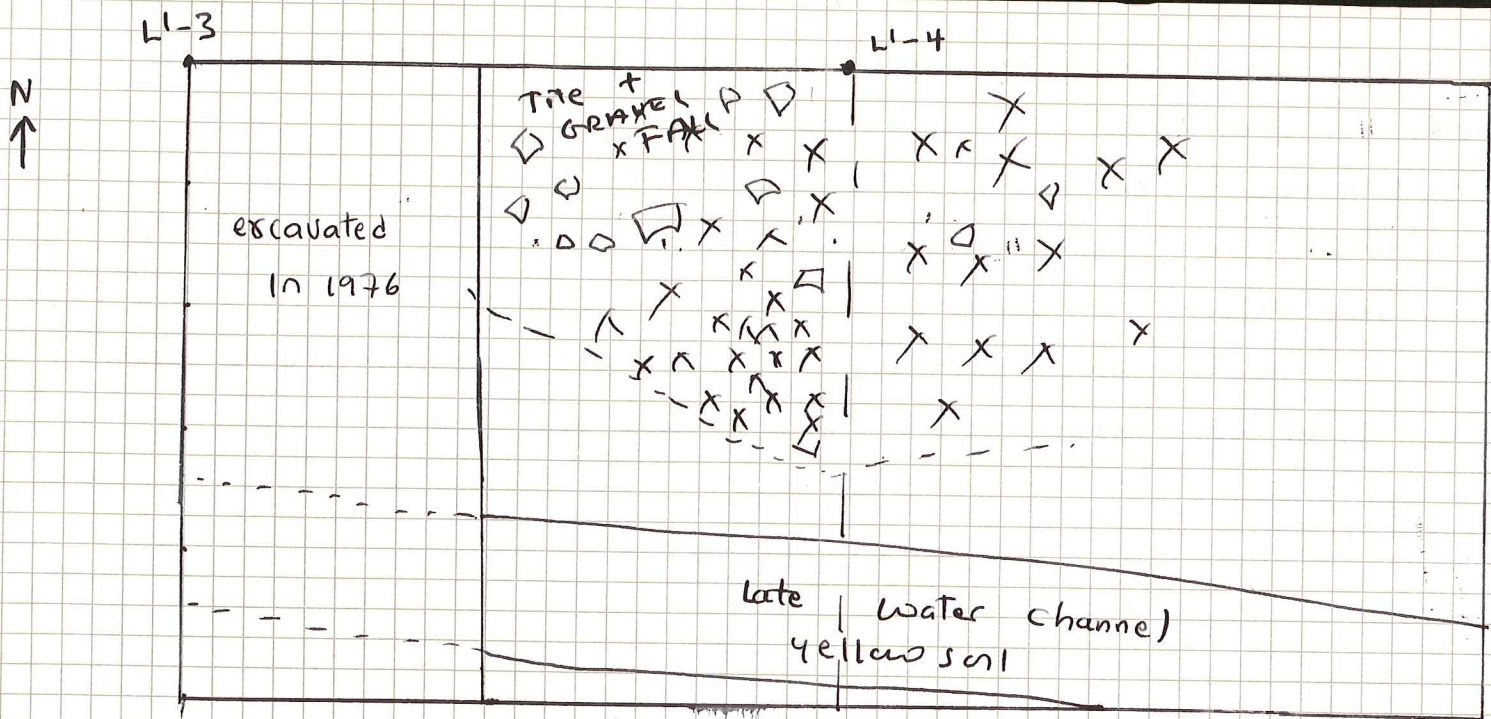 L'-3
L'-4
N
Tile +
GRAVEL
FALL
excavated
in 1976
Late water channel
yellow soil